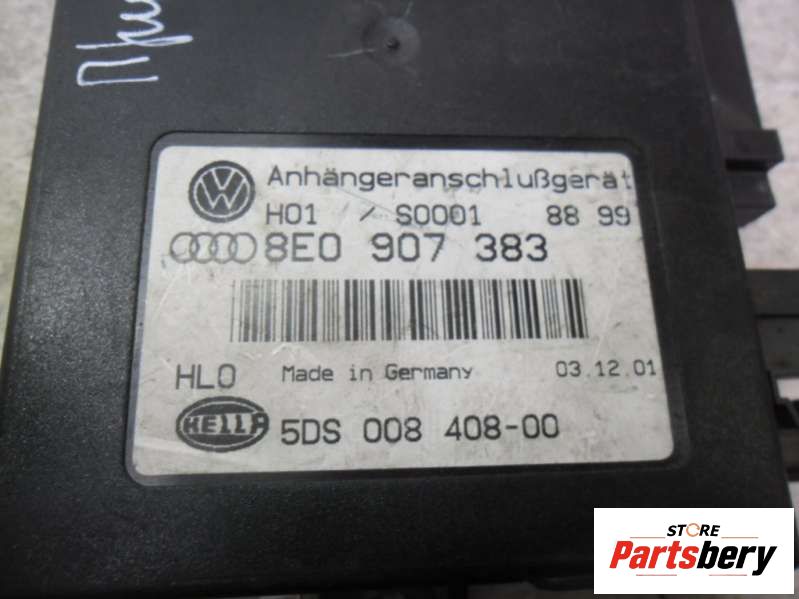 Anhängeranschlußgerät
H01 / S0001 88 99
8E0 907 383
HLO Made in Germany 03.12.01
HELLA 5DS 008 408-00
STORE
Partsbery